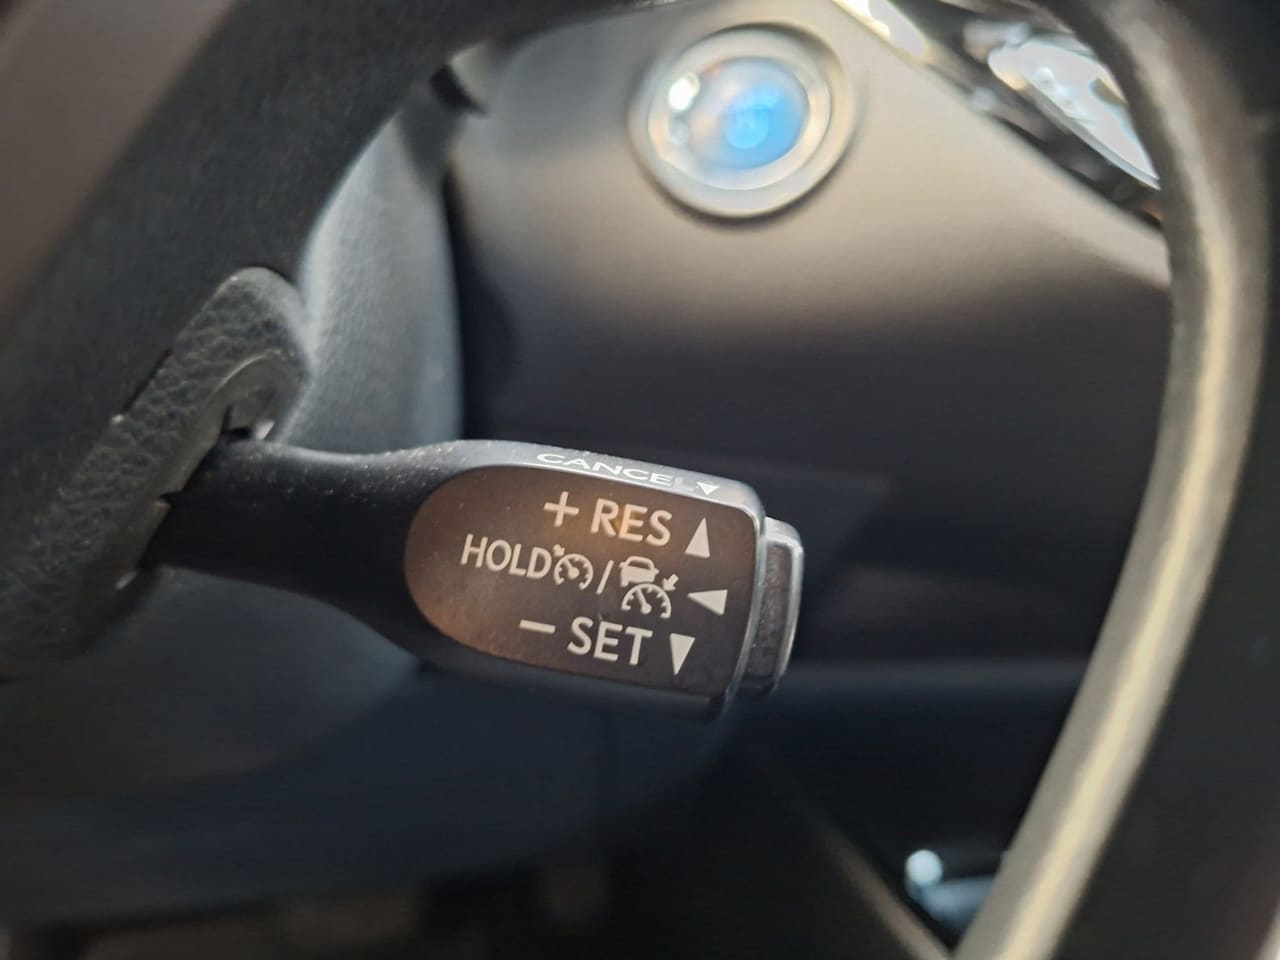 CANCEL
+ RES
HOLD /
− SET